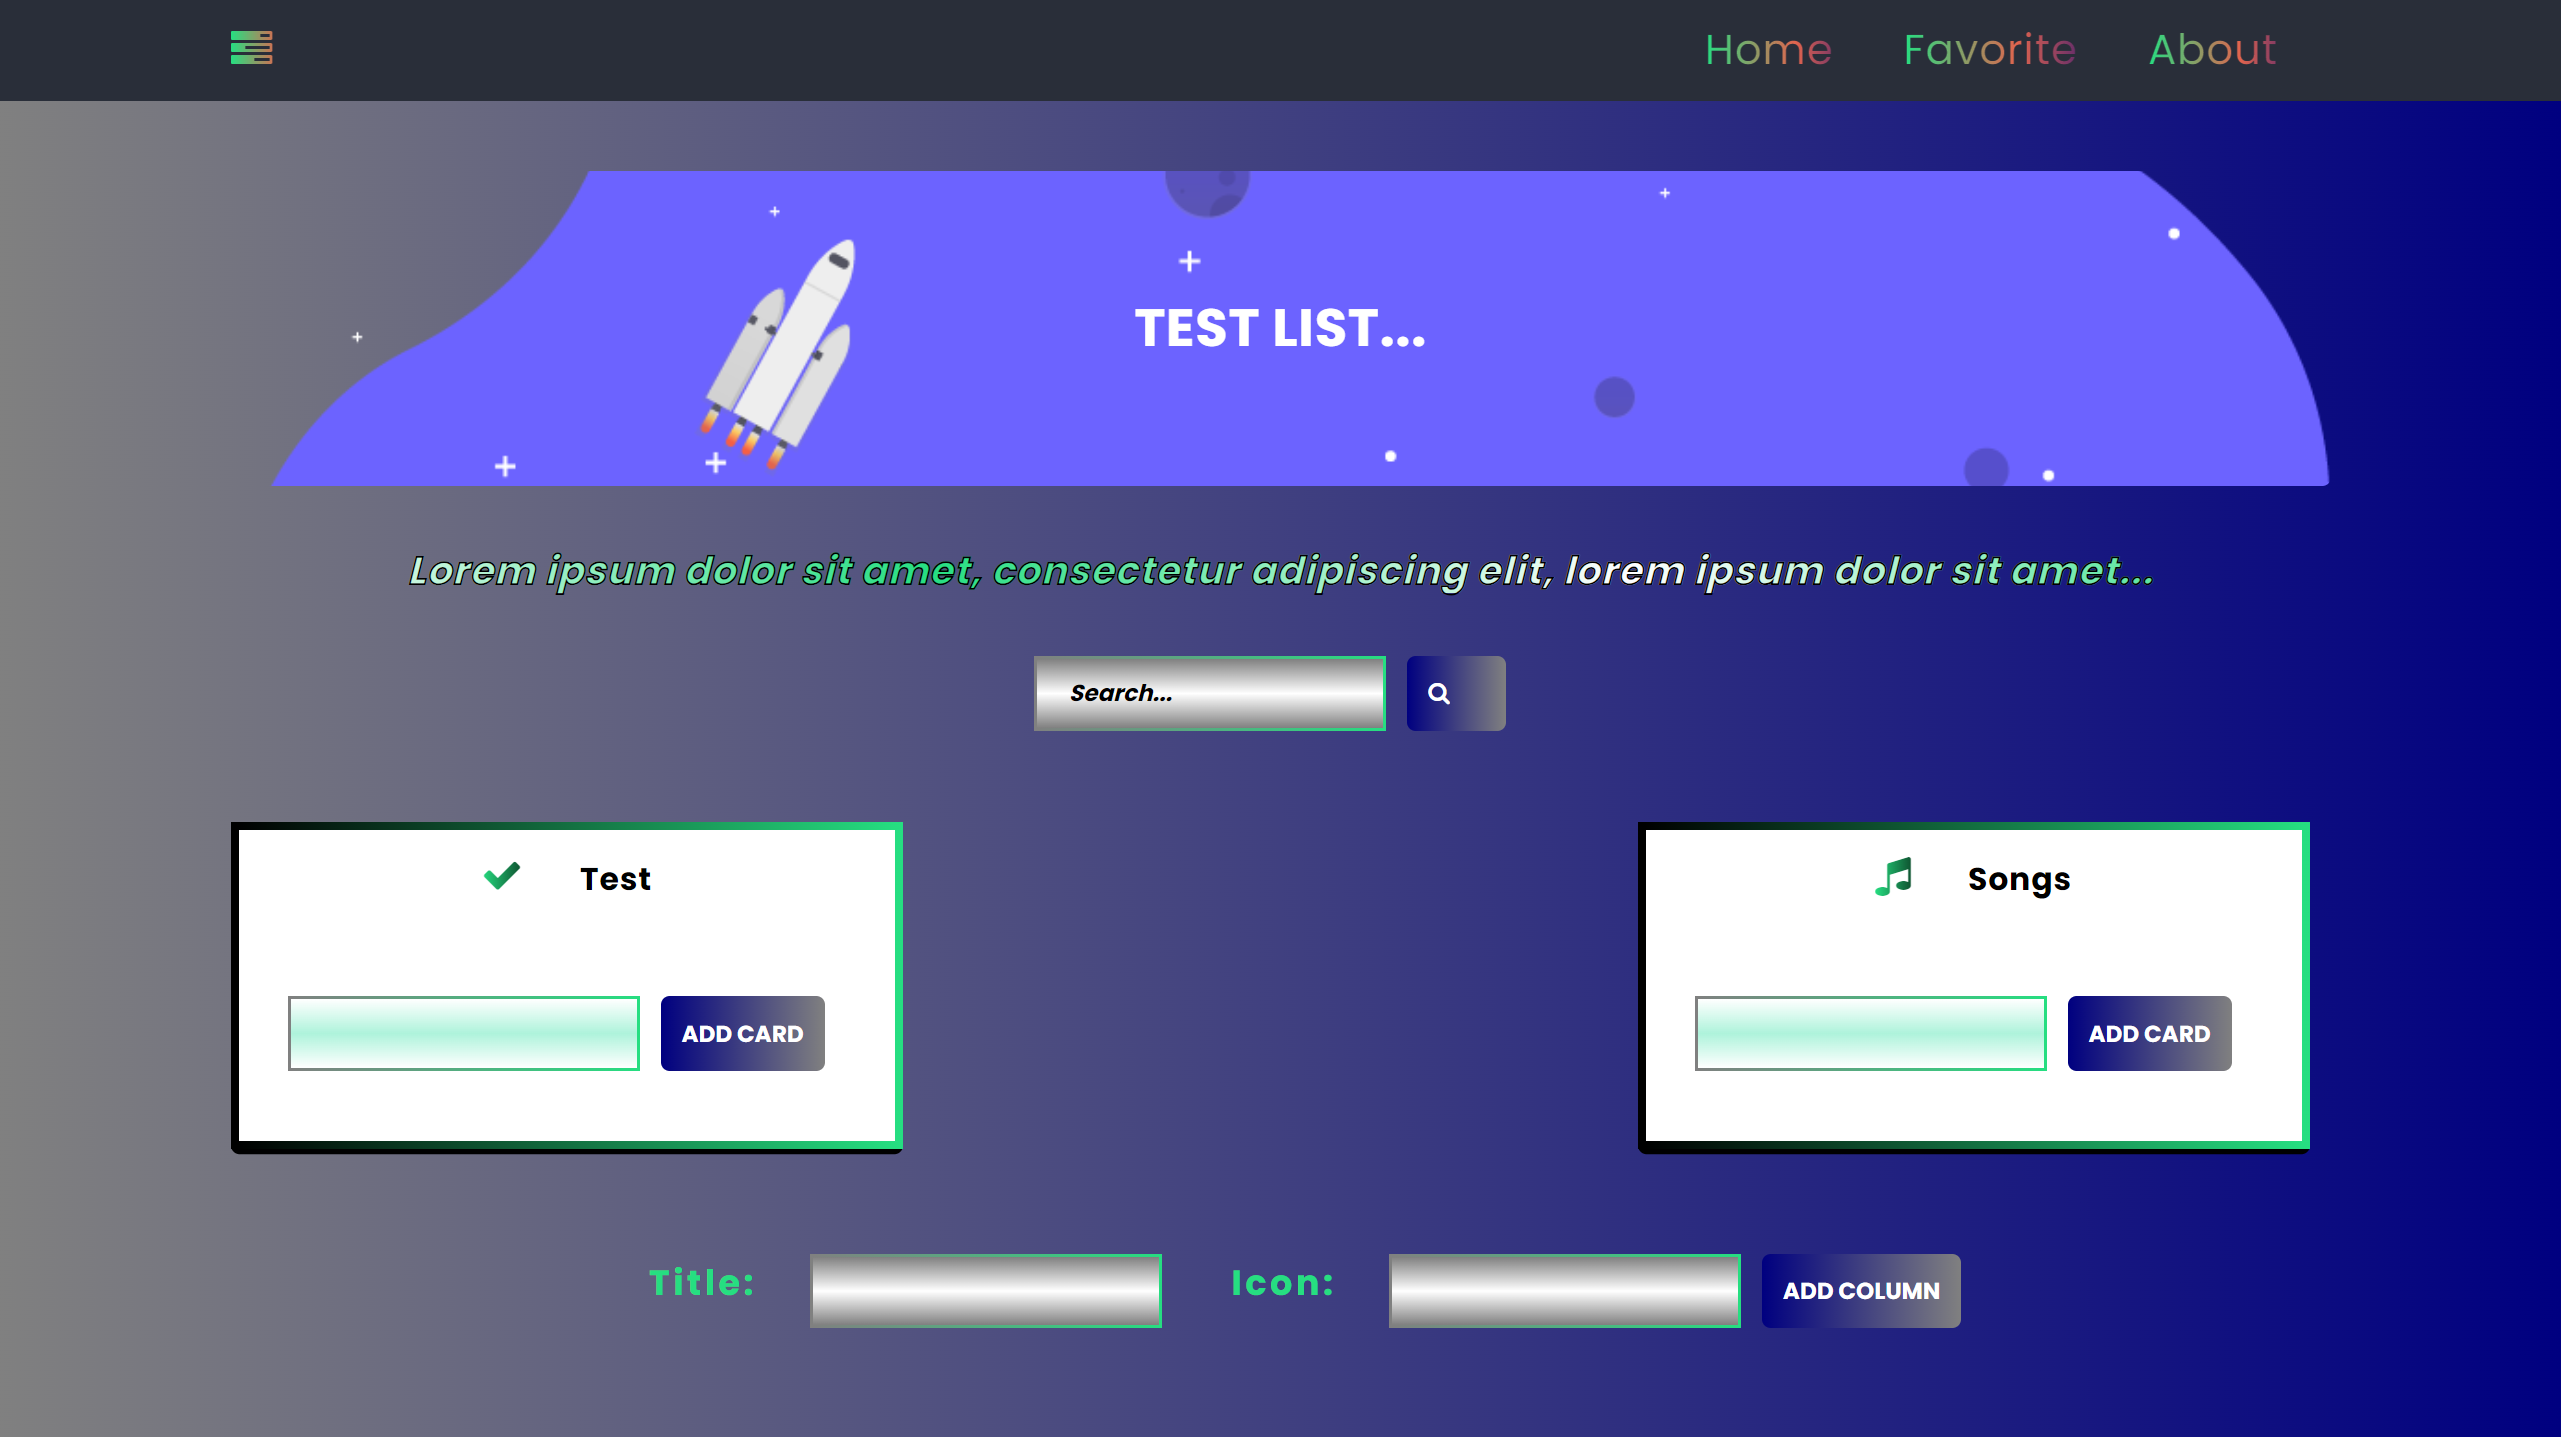 Home Favorite About
TEST LIST...
Lorem ipsum dolor sit amet, consectetur adipiscing elit, lorem ipsum dolor sit amet...
Search...
Test
Songs
ADD CARD
ADD CARD
Title:
Icon:
ADD COLUMN